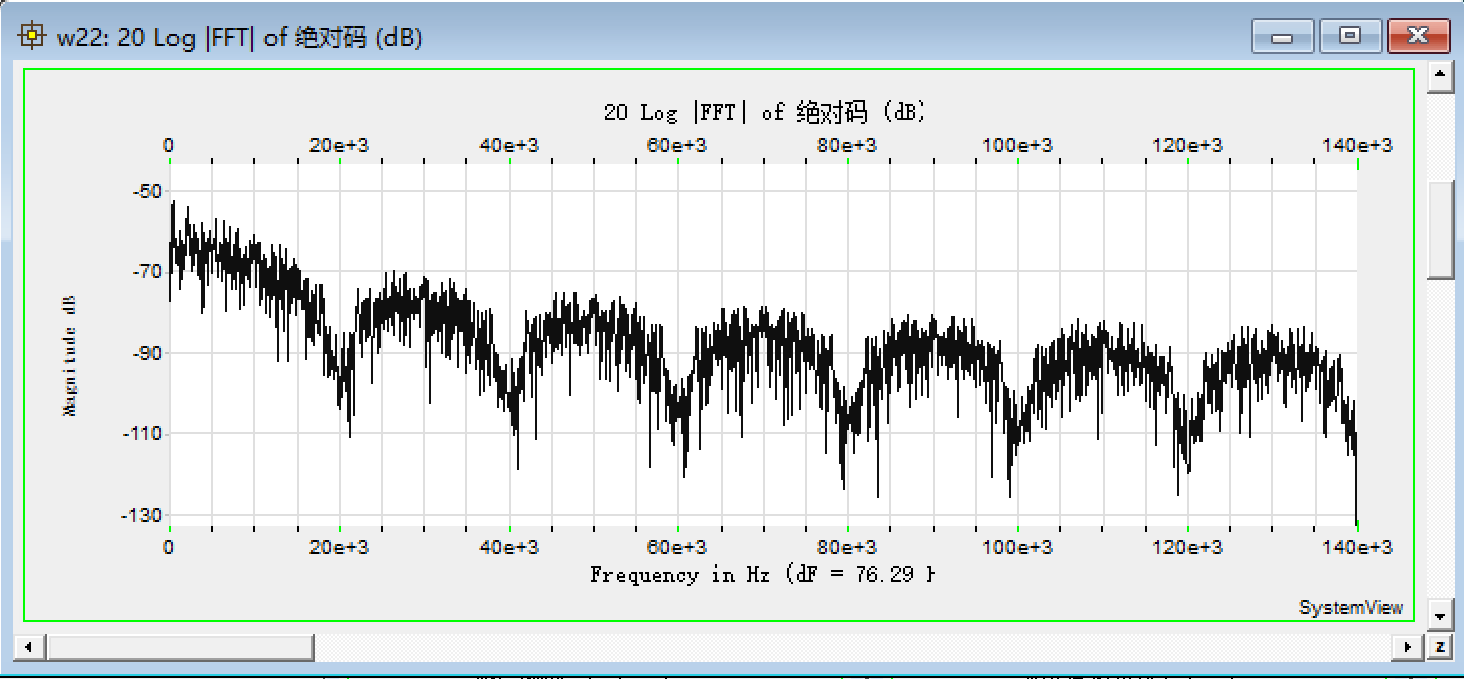 w22: 20 Log |FFT| of 绝对码 (dB)
20 Log |FFT| of 绝对码 (dB)
0 20e+3 40e+3 60e+3 80e+3 100e+3 120e+3 140e+3
-50
-70
-90
-110
-130
Magnitude dB
0 20e+3 40e+3 60e+3 80e+3 100e+3 120e+3 140e+3
Frequency in Hz (dF = 76.29
SystemView
z